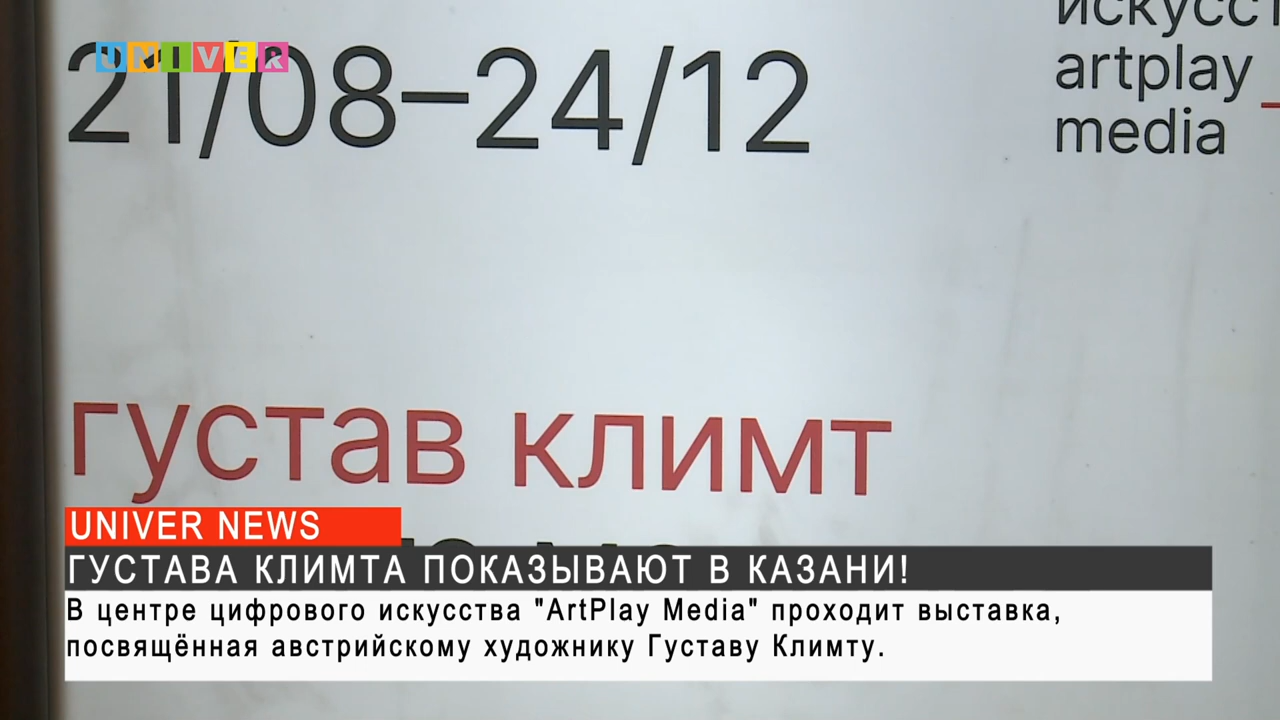 UNIVER
21/08–24/12
artplay
media
густав климт
UNIVER NEWS
ГУСТАВА КЛИМТА ПОКАЗЫВАЮТ В КАЗАНИ!
В центре цифрового искусства "ArtPlay Media" проходит выставка,
посвящённая австрийскому художнику Густаву Климту.